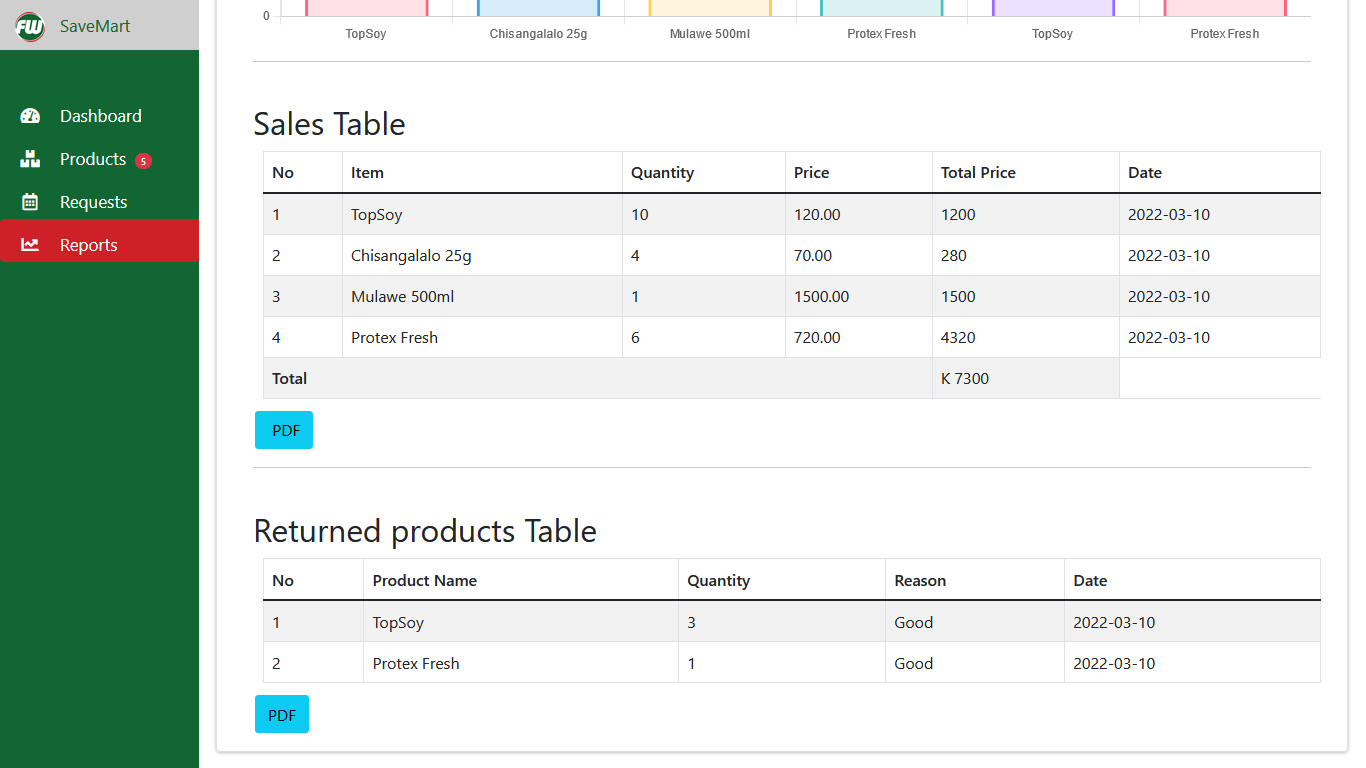 FW SaveMart
Dashboard
Products 5
Requests
Reports
0
TopSoy Chisangalalo 25g Mulawe 500ml Protex Fresh TopSoy Protex Fresh
Sales Table
No Item Quantity Price Total Price Date
1 TopSoy 10 120.00 1200 2022-03-10
2 Chisangalalo 25g 4 70.00 280 2022-03-10
3 Mulawe 500ml 1 1500.00 1500 2022-03-10
4 Protex Fresh 6 720.00 4320 2022-03-10
Total K 7300
PDF
Returned products Table
No Product Name Quantity Reason Date
1 TopSoy 3 Good 2022-03-10
2 Protex Fresh 1 Good 2022-03-10
PDF